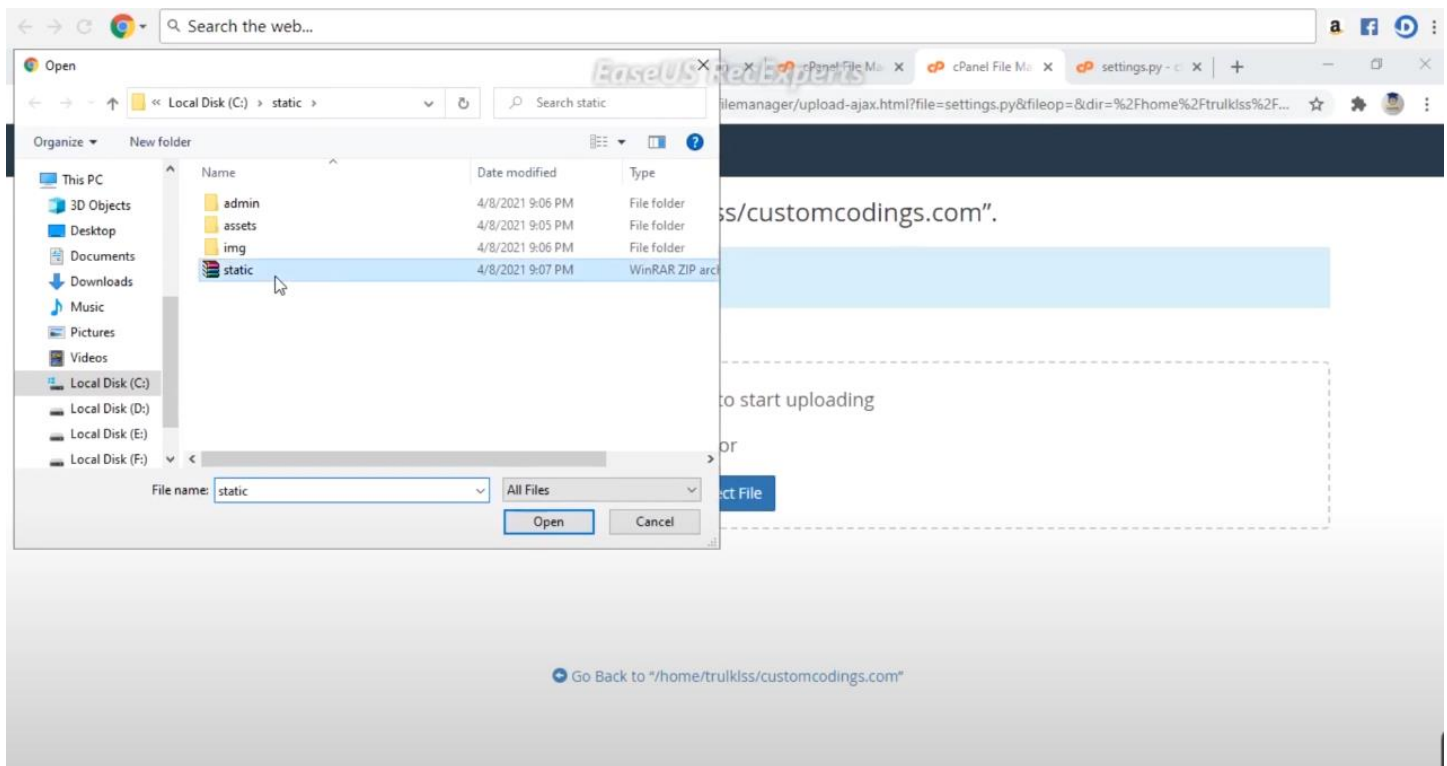 Search the web...
a
Open
EaseUS RecExperts
cP cPanel File Ma
cP cPanel File Ma
cP settings.py - c
« Local Disk (C:) › static ›
Search static
ilemanager/upload-ajax.html?file=settings.py&fileop=&dir=%2Fhome%2Ftrulklss%2F...
Organize
New folder
?
This PC
3D Objects
Desktop
Documents
Downloads
Music
Pictures
Videos
Local Disk (C:)
Local Disk (D:)
Local Disk (E:)
Local Disk (F:)
Name Date modified Type
admin 4/8/2021 9:06 PM File folder
assets 4/8/2021 9:05 PM File folder
img 4/8/2021 9:06 PM File folder
static 4/8/2021 9:07 PM WinRAR ZIP arch
ss/customcodings.com”.
to start uploading
or
ct File
File name: static
All Files
Open Cancel
Go Back to “/home/trulklss/customcodings.com”